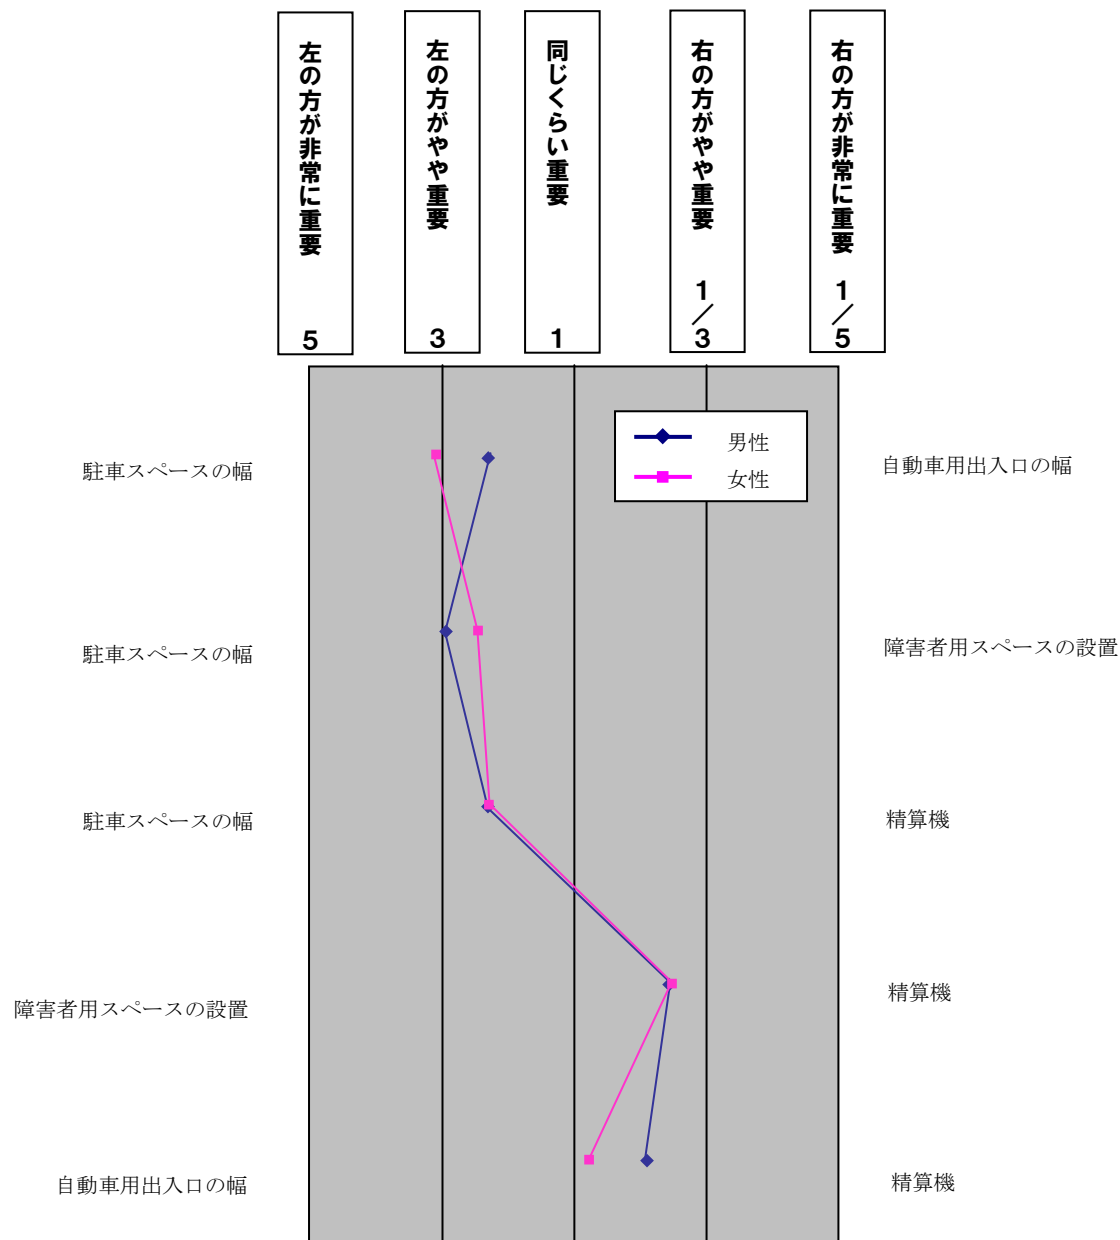 左の方が非常に重要 5
左の方がやや重要 3
同じくらい重要 1
右の方がやや重要 1／3
右の方が非常に重要 1／5
男性
女性
駐車スペースの幅
自動車用出入口の幅
駐車スペースの幅
障害者用スペースの設置
駐車スペースの幅
精算機
障害者用スペースの設置
精算機
自動車用出入口の幅
精算機